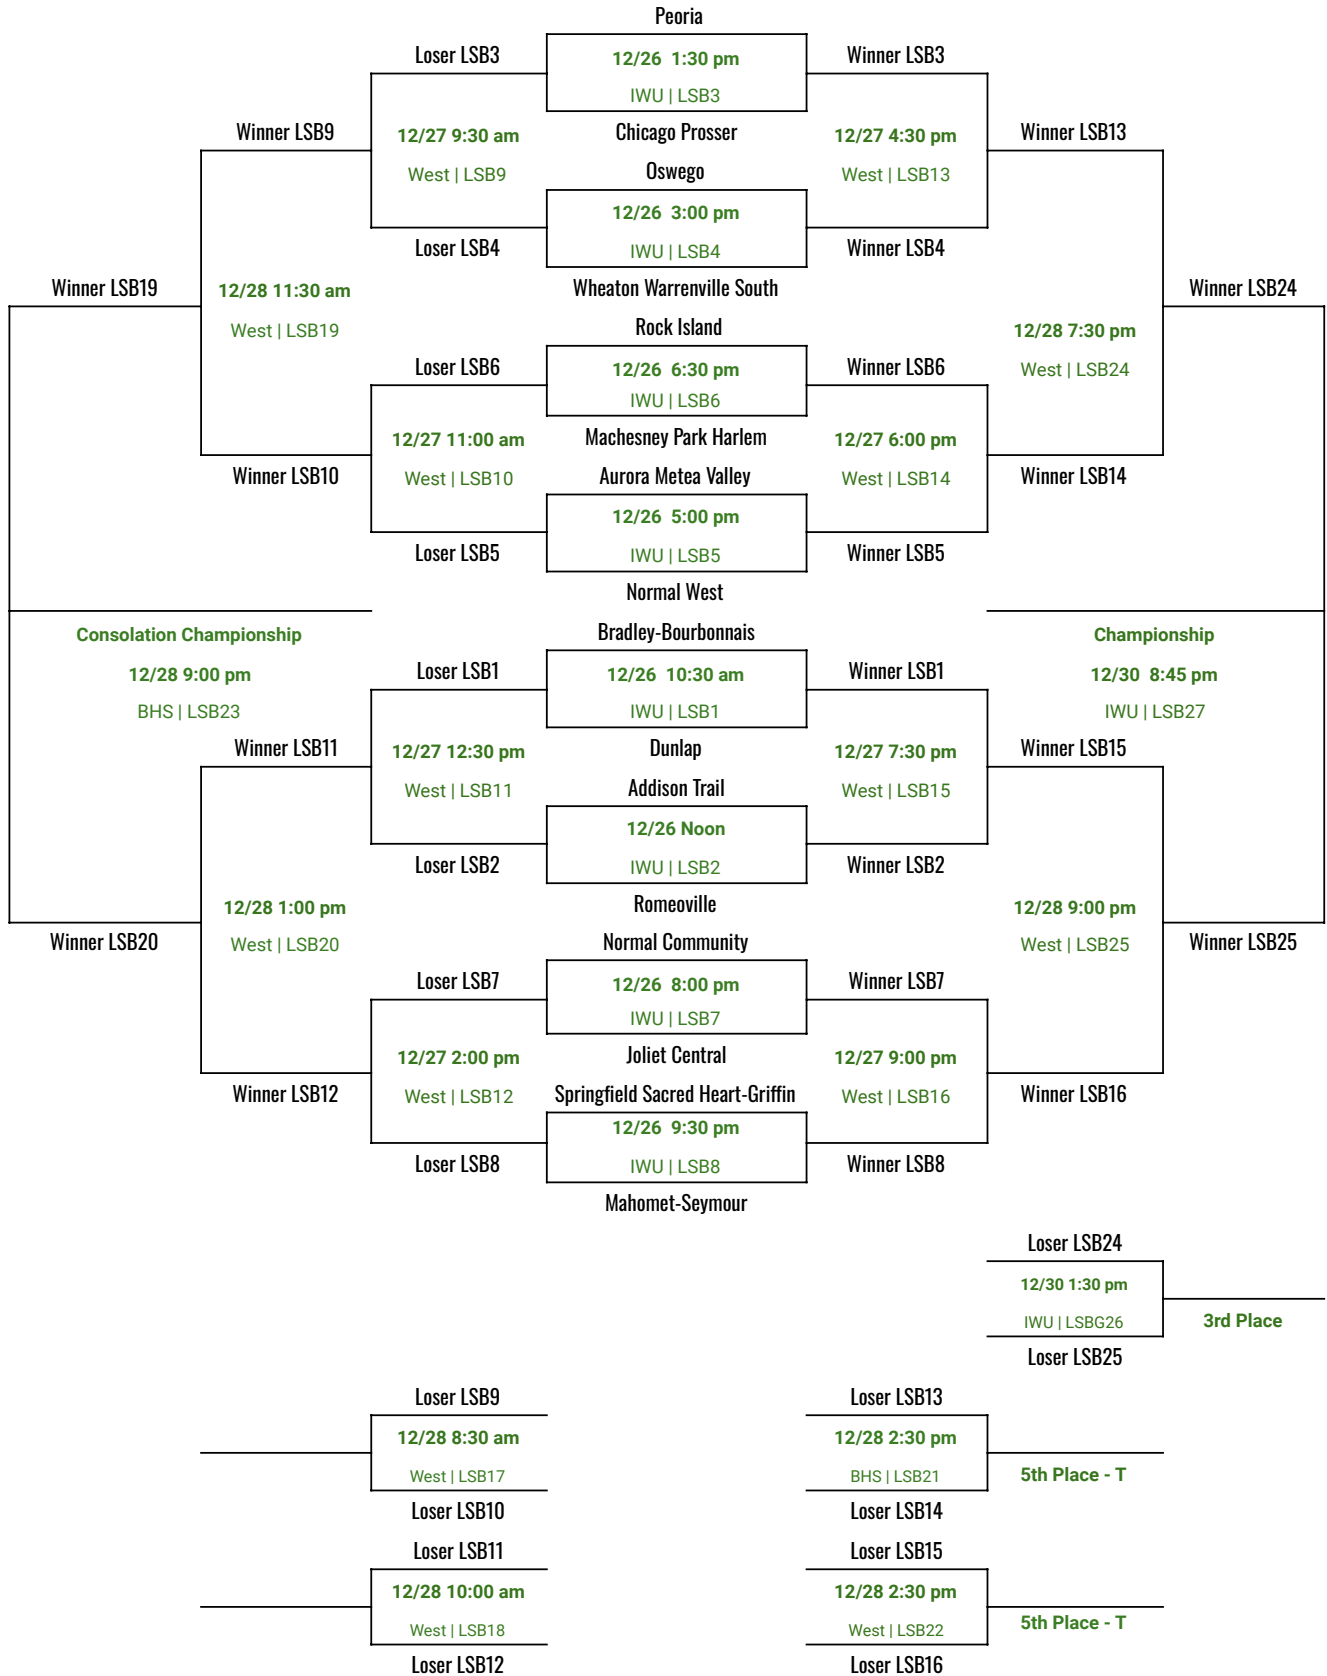 Peoria
Loser LSB3
12/26 1:30 pm
Winner LSB3
IWU | LSB3
Winner LSB9
12/27 9:30 am
Chicago Prosser
12/27 4:30 pm
Winner LSB13
West | LSB9
Oswego
West | LSB13
12/26 3:00 pm
Loser LSB4
IWU | LSB4
Winner LSB4
Winner LSB19
12/28 11:30 am
Wheaton Warrenville South
Winner LSB24
West | LSB19
Rock Island
12/28 7:30 pm
Loser LSB6
12/26 6:30 pm
Winner LSB6
West | LSB24
IWU | LSB6
12/27 11:00 am
Machesney Park Harlem
12/27 6:00 pm
Winner LSB10
West | LSB10
Aurora Metea Valley
West | LSB14
Winner LSB14
12/26 5:00 pm
Loser LSB5
IWU | LSB5
Winner LSB5
Normal West
Consolation Championship
Bradley-Bourbonnais
Championship
12/28 9:00 pm
Loser LSB1
12/26 10:30 am
Winner LSB1
12/30 8:45 pm
BHS | LSB23
IWU | LSB1
IWU | LSB27
Winner LSB11
12/27 12:30 pm
Dunlap
12/27 7:30 pm
Winner LSB15
West | LSB11
Addison Trail
West | LSB15
12/26 Noon
Loser LSB2
IWU | LSB2
Winner LSB2
12/28 1:00 pm
Romeoville
12/28 9:00 pm
Winner LSB20
West | LSB20
Normal Community
West | LSB25
Winner LSB25
Loser LSB7
12/26 8:00 pm
Winner LSB7
IWU | LSB7
12/27 2:00 pm
Joliet Central
12/27 9:00 pm
Winner LSB12
West | LSB12
Springfield Sacred Heart-Griffin
West | LSB16
Winner LSB16
12/26 9:30 pm
Loser LSB8
IWU | LSB8
Winner LSB8
Mahomet-Seymour
Loser LSB24
12/30 1:30 pm
IWU | LSBG26
3rd Place
Loser LSB25
Loser LSB9
Loser LSB13
12/28 8:30 am
12/28 2:30 pm
West | LSB17
BHS | LSB21
5th Place - T
Loser LSB10
Loser LSB14
Loser LSB11
Loser LSB15
12/28 10:00 am
12/28 2:30 pm
West | LSB18
West | LSB22
5th Place - T
Loser LSB12
Loser LSB16